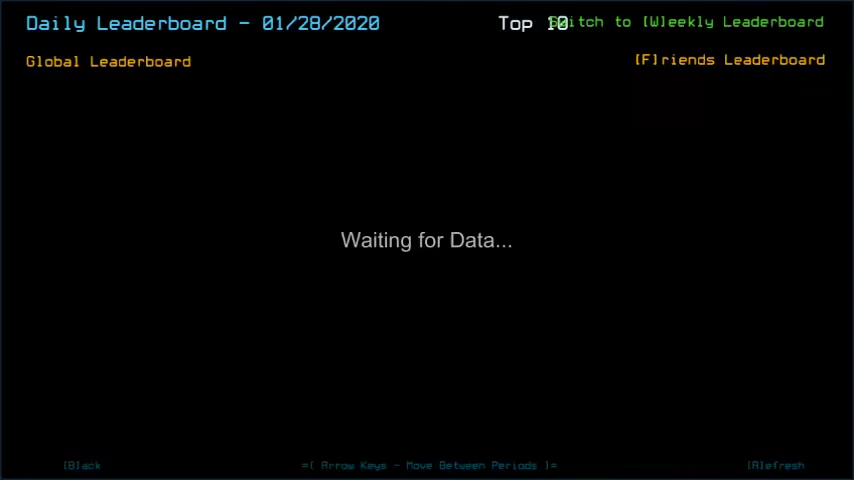 Daily Leaderboard - 01/28/2020
Top 10
Switch to [W]eekly Leaderboard
Global Leaderboard
[F]riends Leaderboard
Waiting for Data...
[B]ack
=[ Arrow Keys - Move Between Periods ]=
[R]efresh